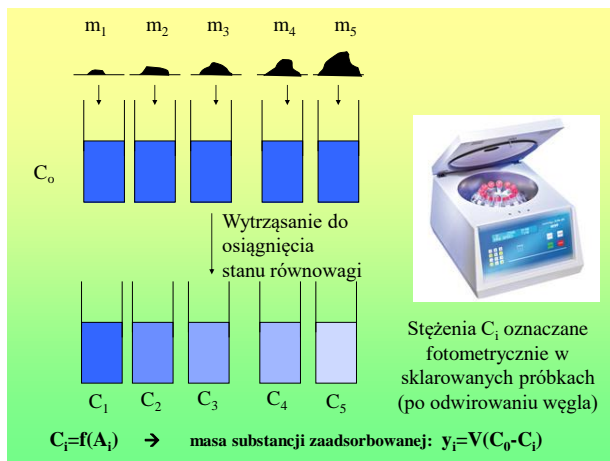 m₁ m₂ m₃ m₄ m₅
Cₒ
Wytrząsanie do
osiągnięcia
stanu równowagi
C₁ C₂ C₃ C₄ C₅
Stężenia Cᵢ oznaczane
fotometrycznie w
sklarowanych próbkach
(po odwirowaniu węgla)
Cᵢ=f(Aᵢ) → masa substancji zaadsorbowanej: yᵢ=V(C₀-Cᵢ)